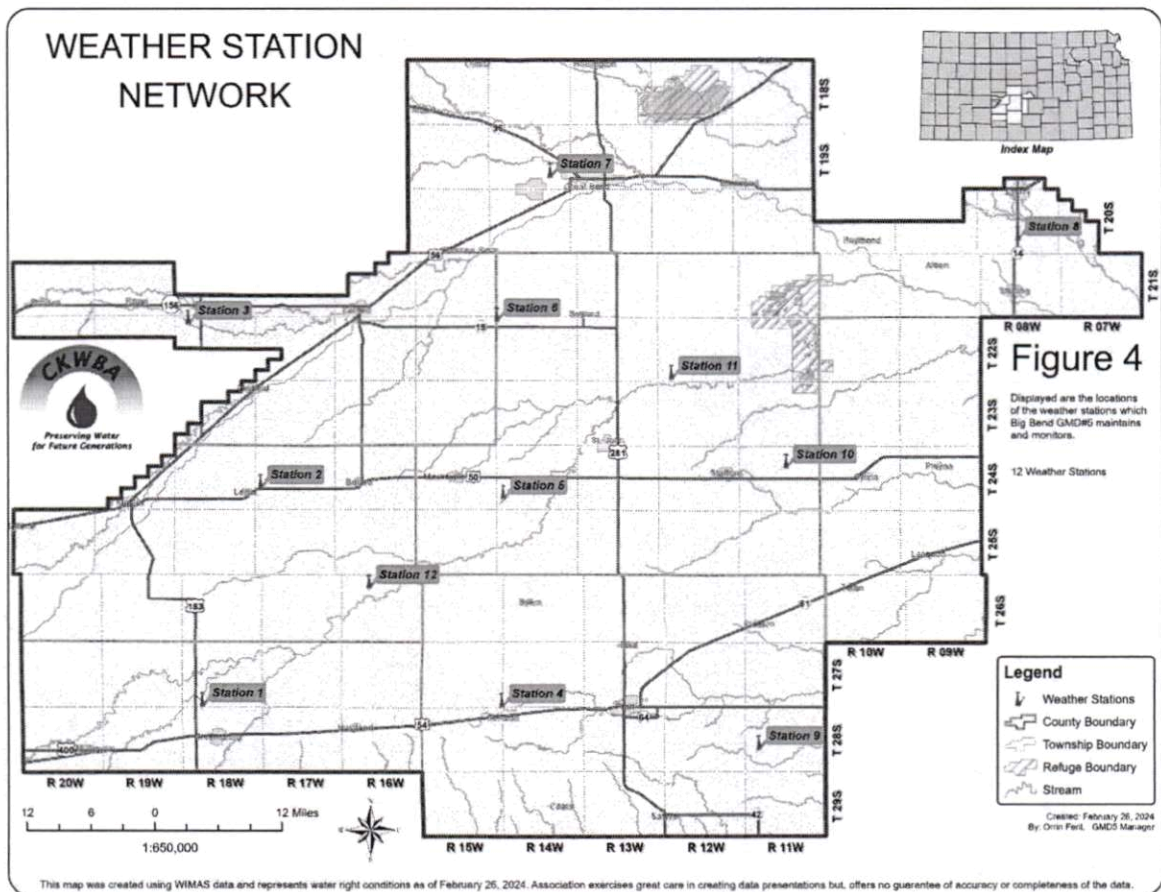 WEATHER STATION
NETWORK
Index Map
T 18S
T 19S
T 20S
T 21S
Station 7
Station 8
Station 3
Station 6
Station 11
Station 2
Station 5
Station 10
Station 12
Station 1
Station 4
Station 9
156
56
281
50
183
54
400
61
42
14
R 08W
R 07W
T 22S
T 23S
T 24S
T 25S
T 26S
R 10W
R 09W
T 27S
T 28S
T 29S
R 20W
R 19W
R 18W
R 17W
R 16W
R 15W
R 14W
R 13W
R 12W
R 11W
CKWBA
Preserving Water
for Future Generations
Figure 4
Displayed are the locations
of the weather stations which
Big Bend GMD#5 maintains
and monitors.
12 Weather Stations
Legend
Weather Stations
County Boundary
Township Boundary
Refuge Boundary
Stream
Created: February 26, 2024
By: Orrin Feril, GMD5 Manager
12 6 0 12 Miles
1:650,000
This map was created using WIMAS data and represents water right conditions as of February 26, 2024. Association exercises great care in creating data presentations but, offers no guarantee of accuracy or completeness of the data.